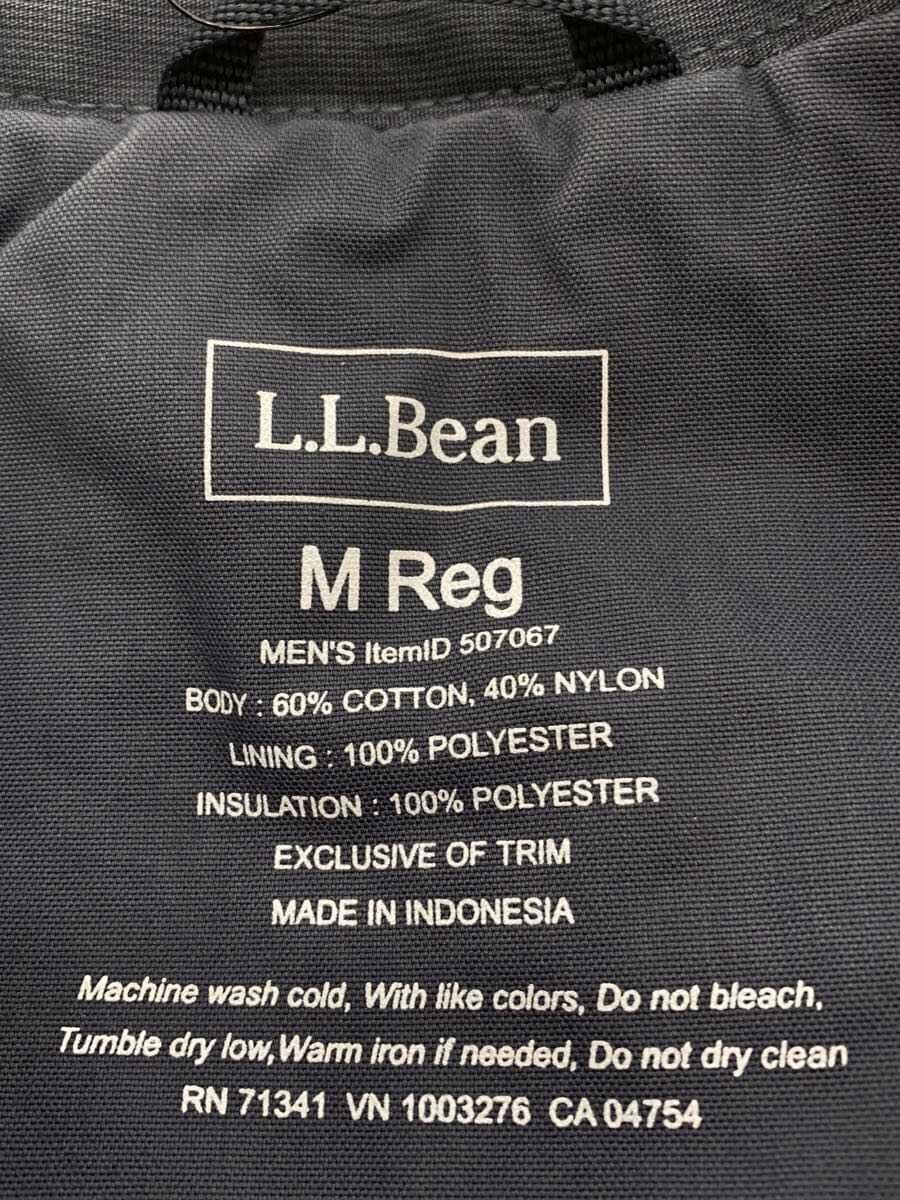 L.L.Bean
M Reg
MEN'S ItemID 507067
BODY : 60% COTTON, 40% NYLON
LINING : 100% POLYESTER
INSULATION : 100% POLYESTER
EXCLUSIVE OF TRIM
MADE IN INDONESIA
Machine wash cold, With like colors, Do not bleach,
Tumble dry low,Warm iron if needed, Do not dry clean
RN 71341 VN 1003276 CA 04754